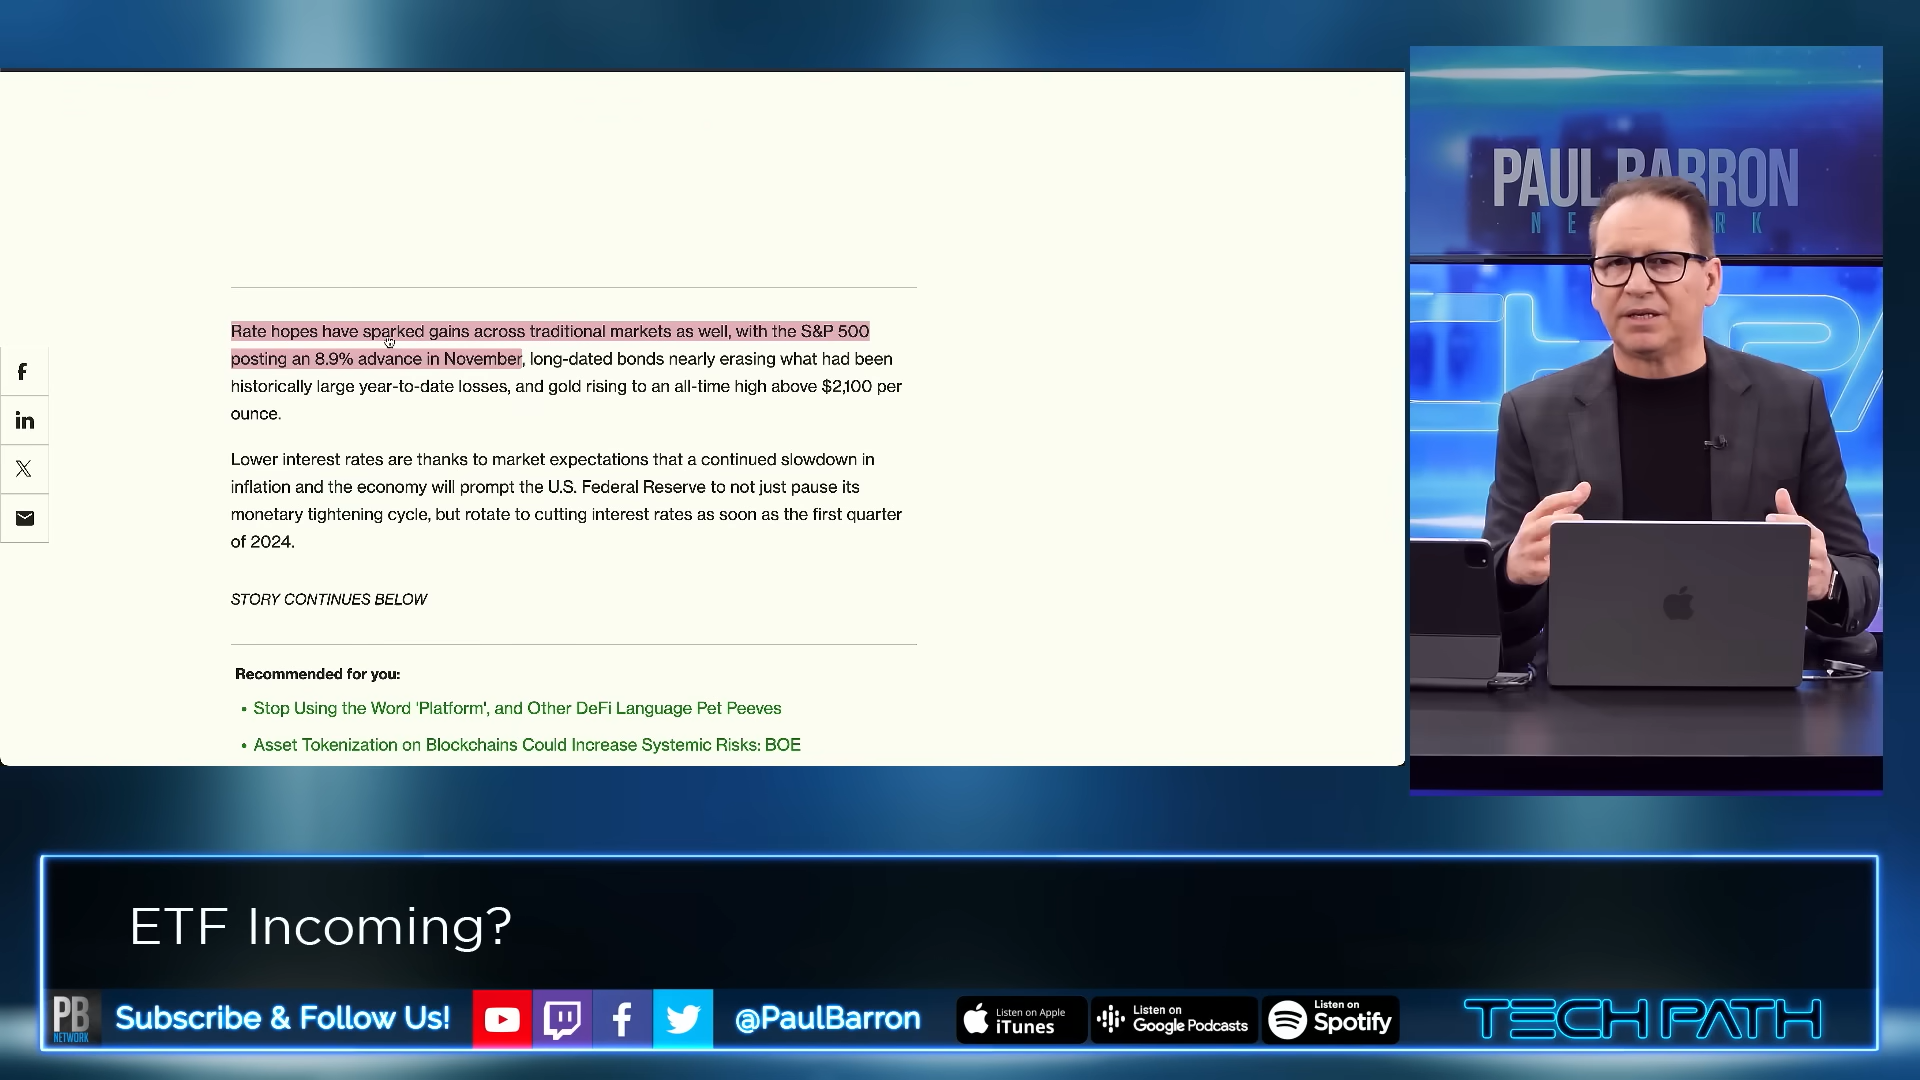 Rate hopes have sparked gains across traditional markets as well, with the S&P 500
posting an 8.9% advance in November, long-dated bonds nearly erasing what had been
historically large year-to-date losses, and gold rising to an all-time high above $2,100 per
ounce.
Lower interest rates are thanks to market expectations that a continued slowdown in
inflation and the economy will prompt the U.S. Federal Reserve to not just pause its
monetary tightening cycle, but rotate to cutting interest rates as soon as the first quarter
of 2024.
STORY CONTINUES BELOW
Recommended for you:
• Stop Using the Word 'Platform', and Other DeFi Language Pet Peeves
• Asset Tokenization on Blockchains Could Increase Systemic Risks: BOE
f
in
X
PAUL BARRON
NE RK
ETF Incoming?
PB
NETWORK
Subscribe & Follow Us!
f
@PaulBarron
Listen on Apple
iTunes
Listen on
Google Podcasts
Listen on
Spotify
TECH PATH